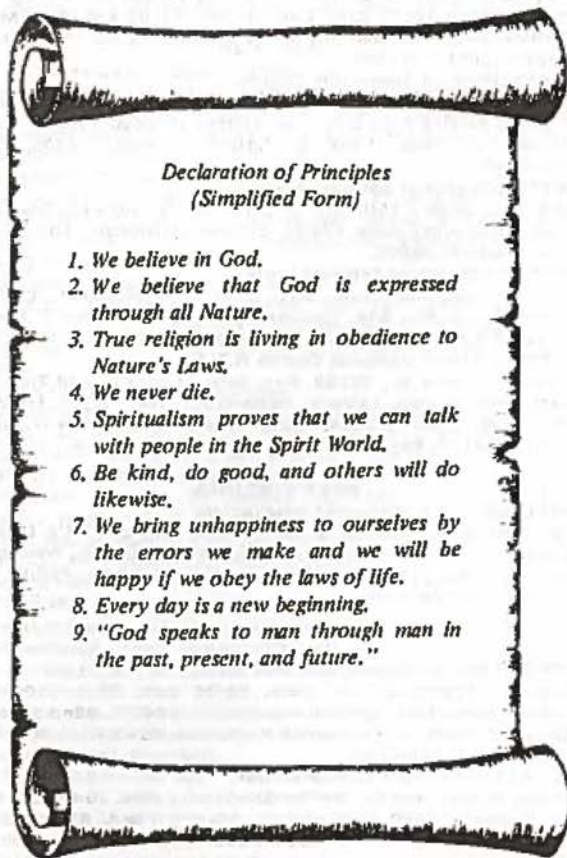 Declaration of Principles
(Simplified Form)
1. We believe in God.
2. We believe that God is expressed
through all Nature.
3. True religion is living in obedience to
Nature's Laws.
4. We never die.
5. Spiritualism proves that we can talk
with people in the Spirit World.
6. Be kind, do good, and others will do
likewise.
7. We bring unhappiness to ourselves by
the errors we make and we will be
happy if we obey the laws of life.
8. Every day is a new beginning.
9. "God speaks to man through man in
the past, present, and future."